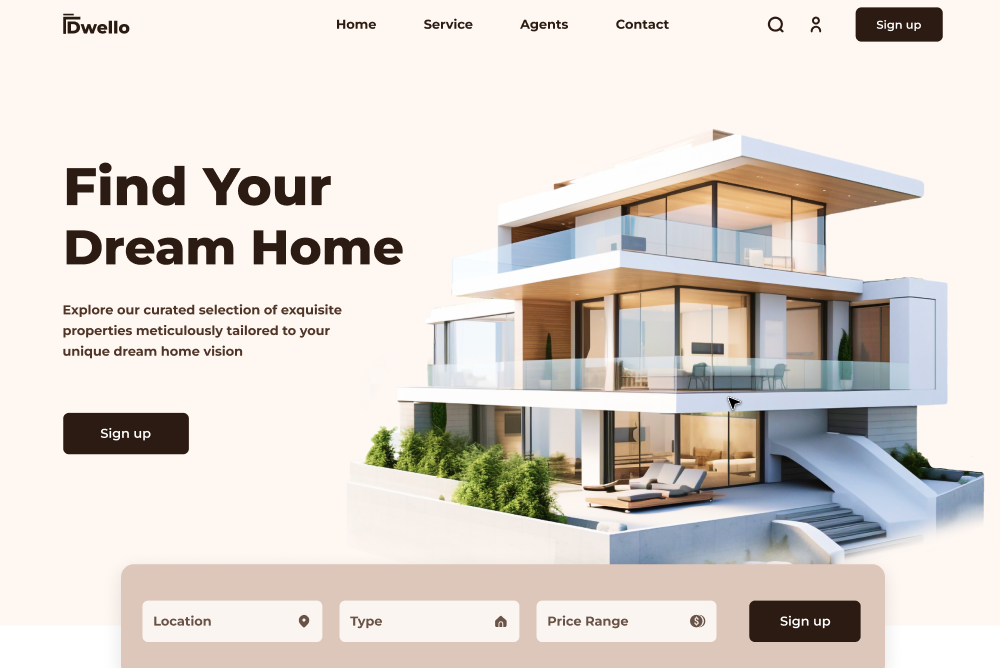 Dwello
Home
Service
Agents
Contact
Sign up
Find Your
Dream Home
Explore our curated selection of exquisite
properties meticulously tailored to your
unique dream home vision
Sign up
Location
Type
Price Range
$
Sign up